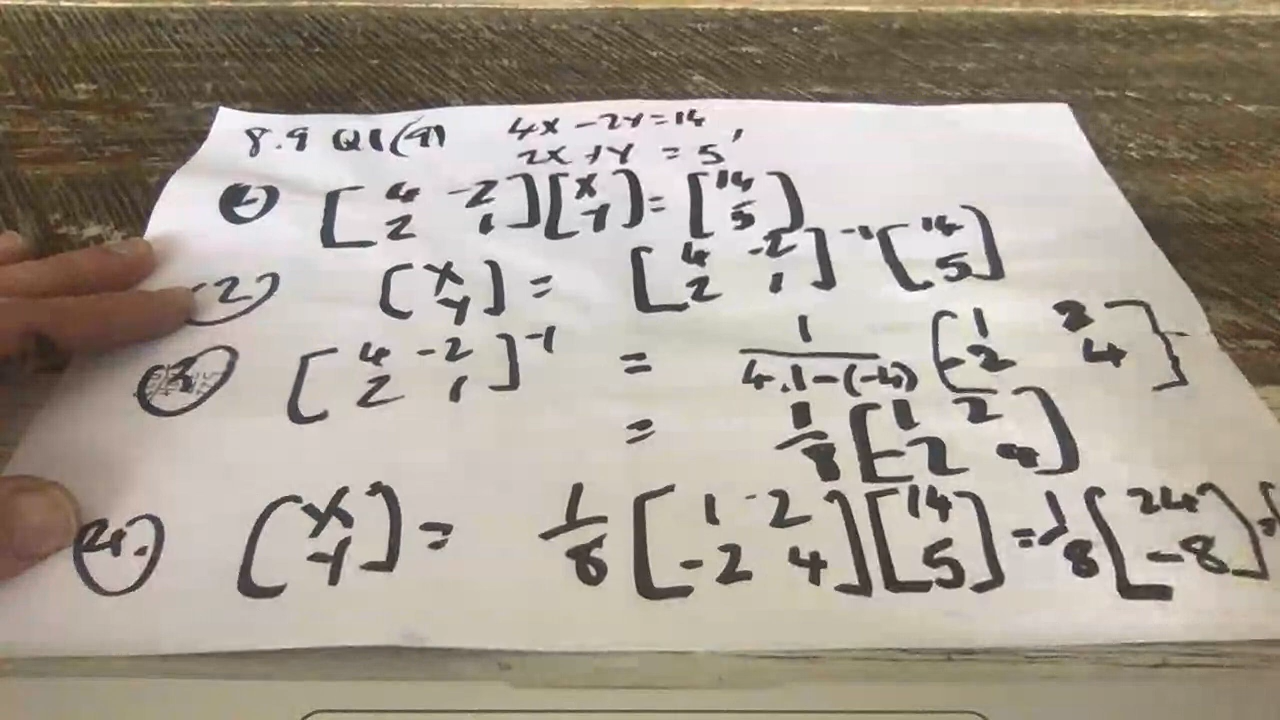 8.9 Q1(9) 4x - 2y = 14,
2x + y = 5
1 [4 -2 2 1][x y] = [14 5]
(2) [x y] = [4 -2 2 1]⁻¹ [14 5]
3 [4 -2 2 1]⁻¹ = 1/(4.1-(-4)) [1 2 -2 4]
= 1/8 [1 2 -2 4]
4. [x y] = 1/8 [1 2 -2 4][14 5] = 1/8 [24 -8] =